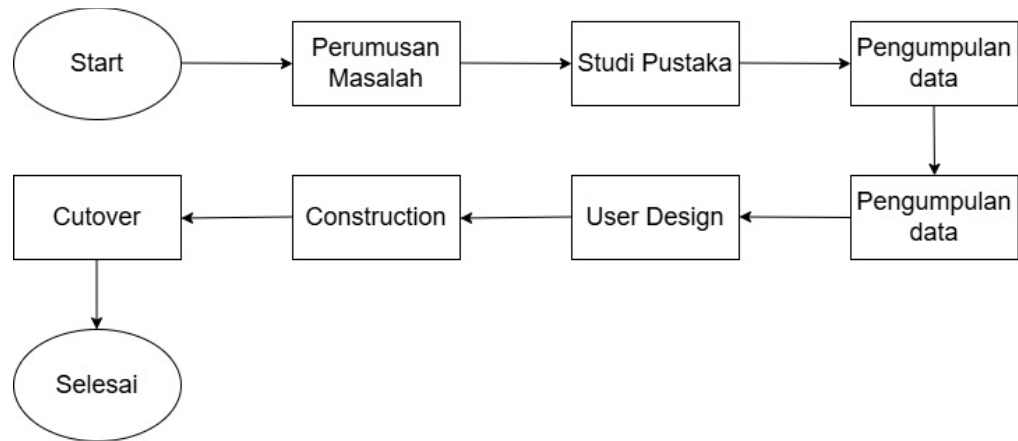 Start
Perumusan
Masalah
Studi Pustaka
Pengumpulan
data
Pengumpulan
data
User Design
Construction
Cutover
Selesai